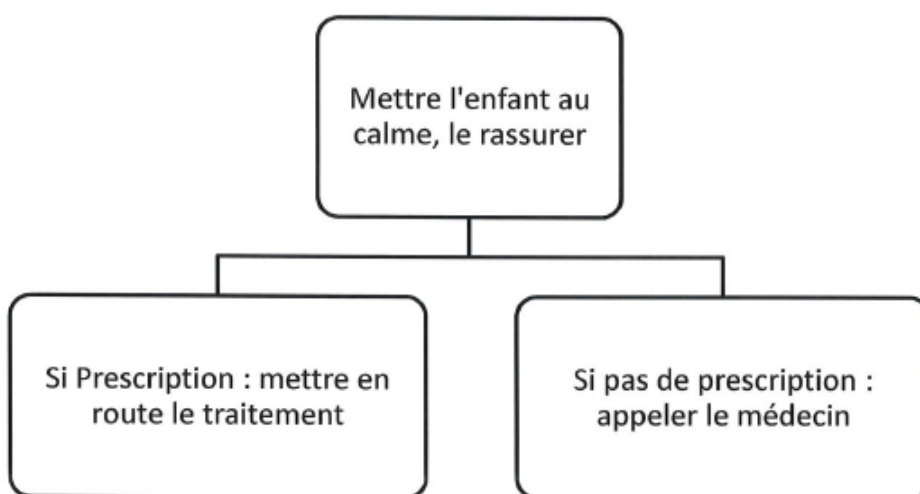 Mettre l'enfant au
calme, le rassurer
Si Prescription : mettre en
route le traitement
Si pas de prescription :
appeler le médecin